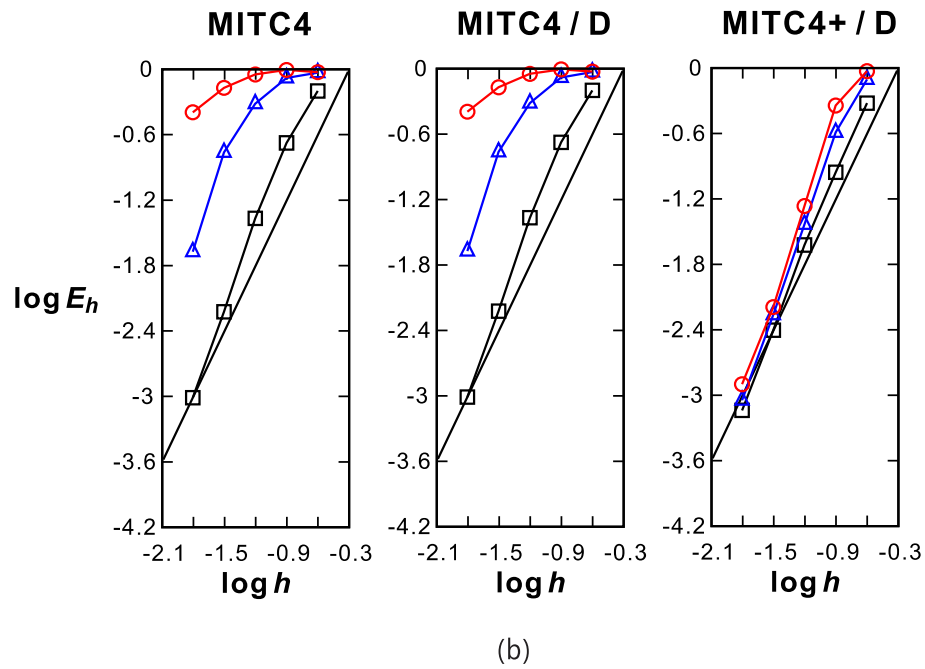 MITC4 MITC4 / D MITC4+ / D
0 0 0
-0.6 -0.6 -0.6
-1.2 -1.2 -1.2
-1.8 -1.8 -1.8
log E_h
-2.4 -2.4 -2.4
-3 -3 -3
-3.6 -3.6 -3.6
-4.2 -4.2 -4.2
-2.1 -1.5 -0.9 -0.3 -2.1 -1.5 -0.9 -0.3 -2.1 -1.5 -0.9 -0.3
log h log h log h
(b)